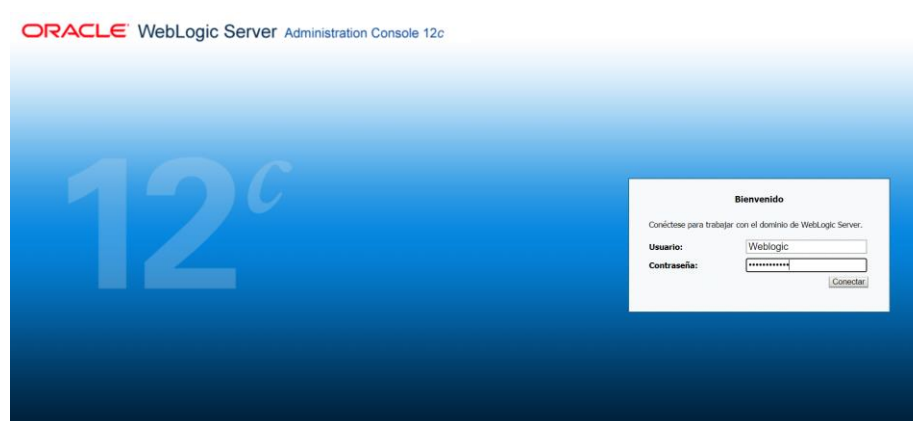 ORACLE WebLogic Server Administration Console 12c
12c
Bienvenido
Conéctese para trabajar con el dominio de WebLogic Server.
Usuario: Weblogic
Contraseña: ••••••••••••
Conectar